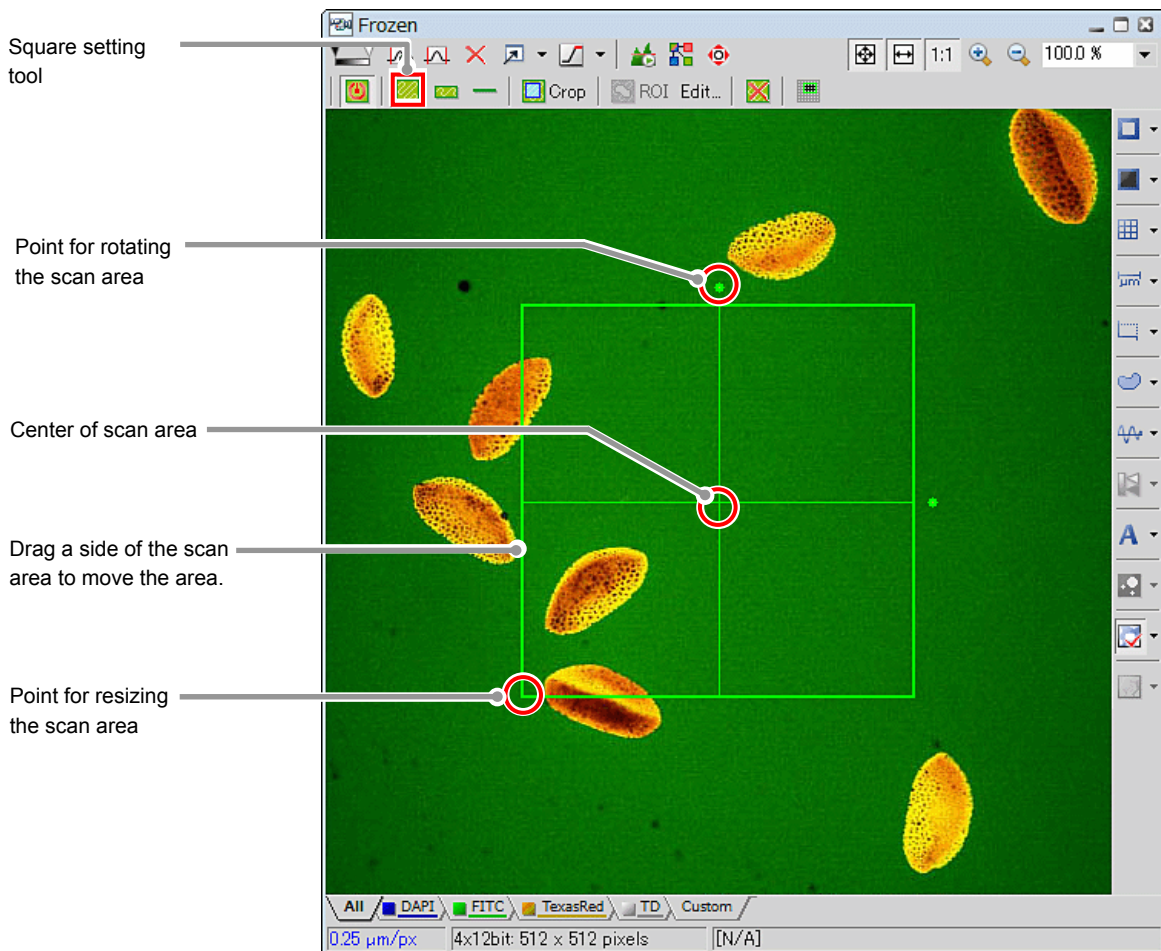 Frozen
Square setting
tool
1:1 100.0 %
Crop ROI Edit...
Point for rotating
the scan area
µm
Center of scan area
Drag a side of the scan
area to move the area.
A
Point for resizing
the scan area
All DAPI FITC TexasRed TD Custom
0.25 µm/px 4x12bit: 512 x 512 pixels [N/A]